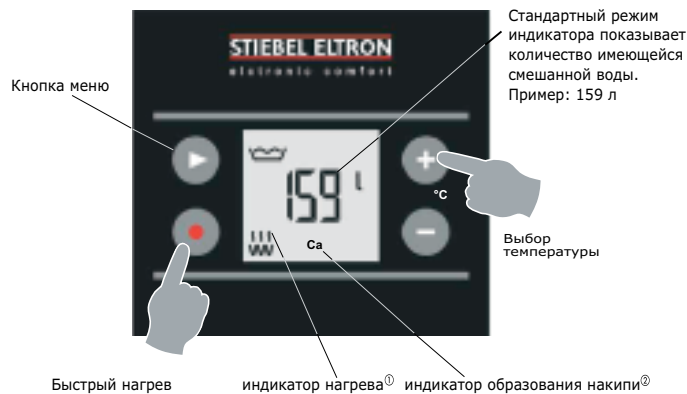 Стандартный режим
индикатора показывает
количество имеющейся
смешанной воды.
Пример: 159 л
STIEBEL ELTRON
electronic comfort
Кнопка меню
159 l
°C
Ca
Выбор
температуры
Быстрый нагрев
индикатор нагрева①
индикатор образования накипи②